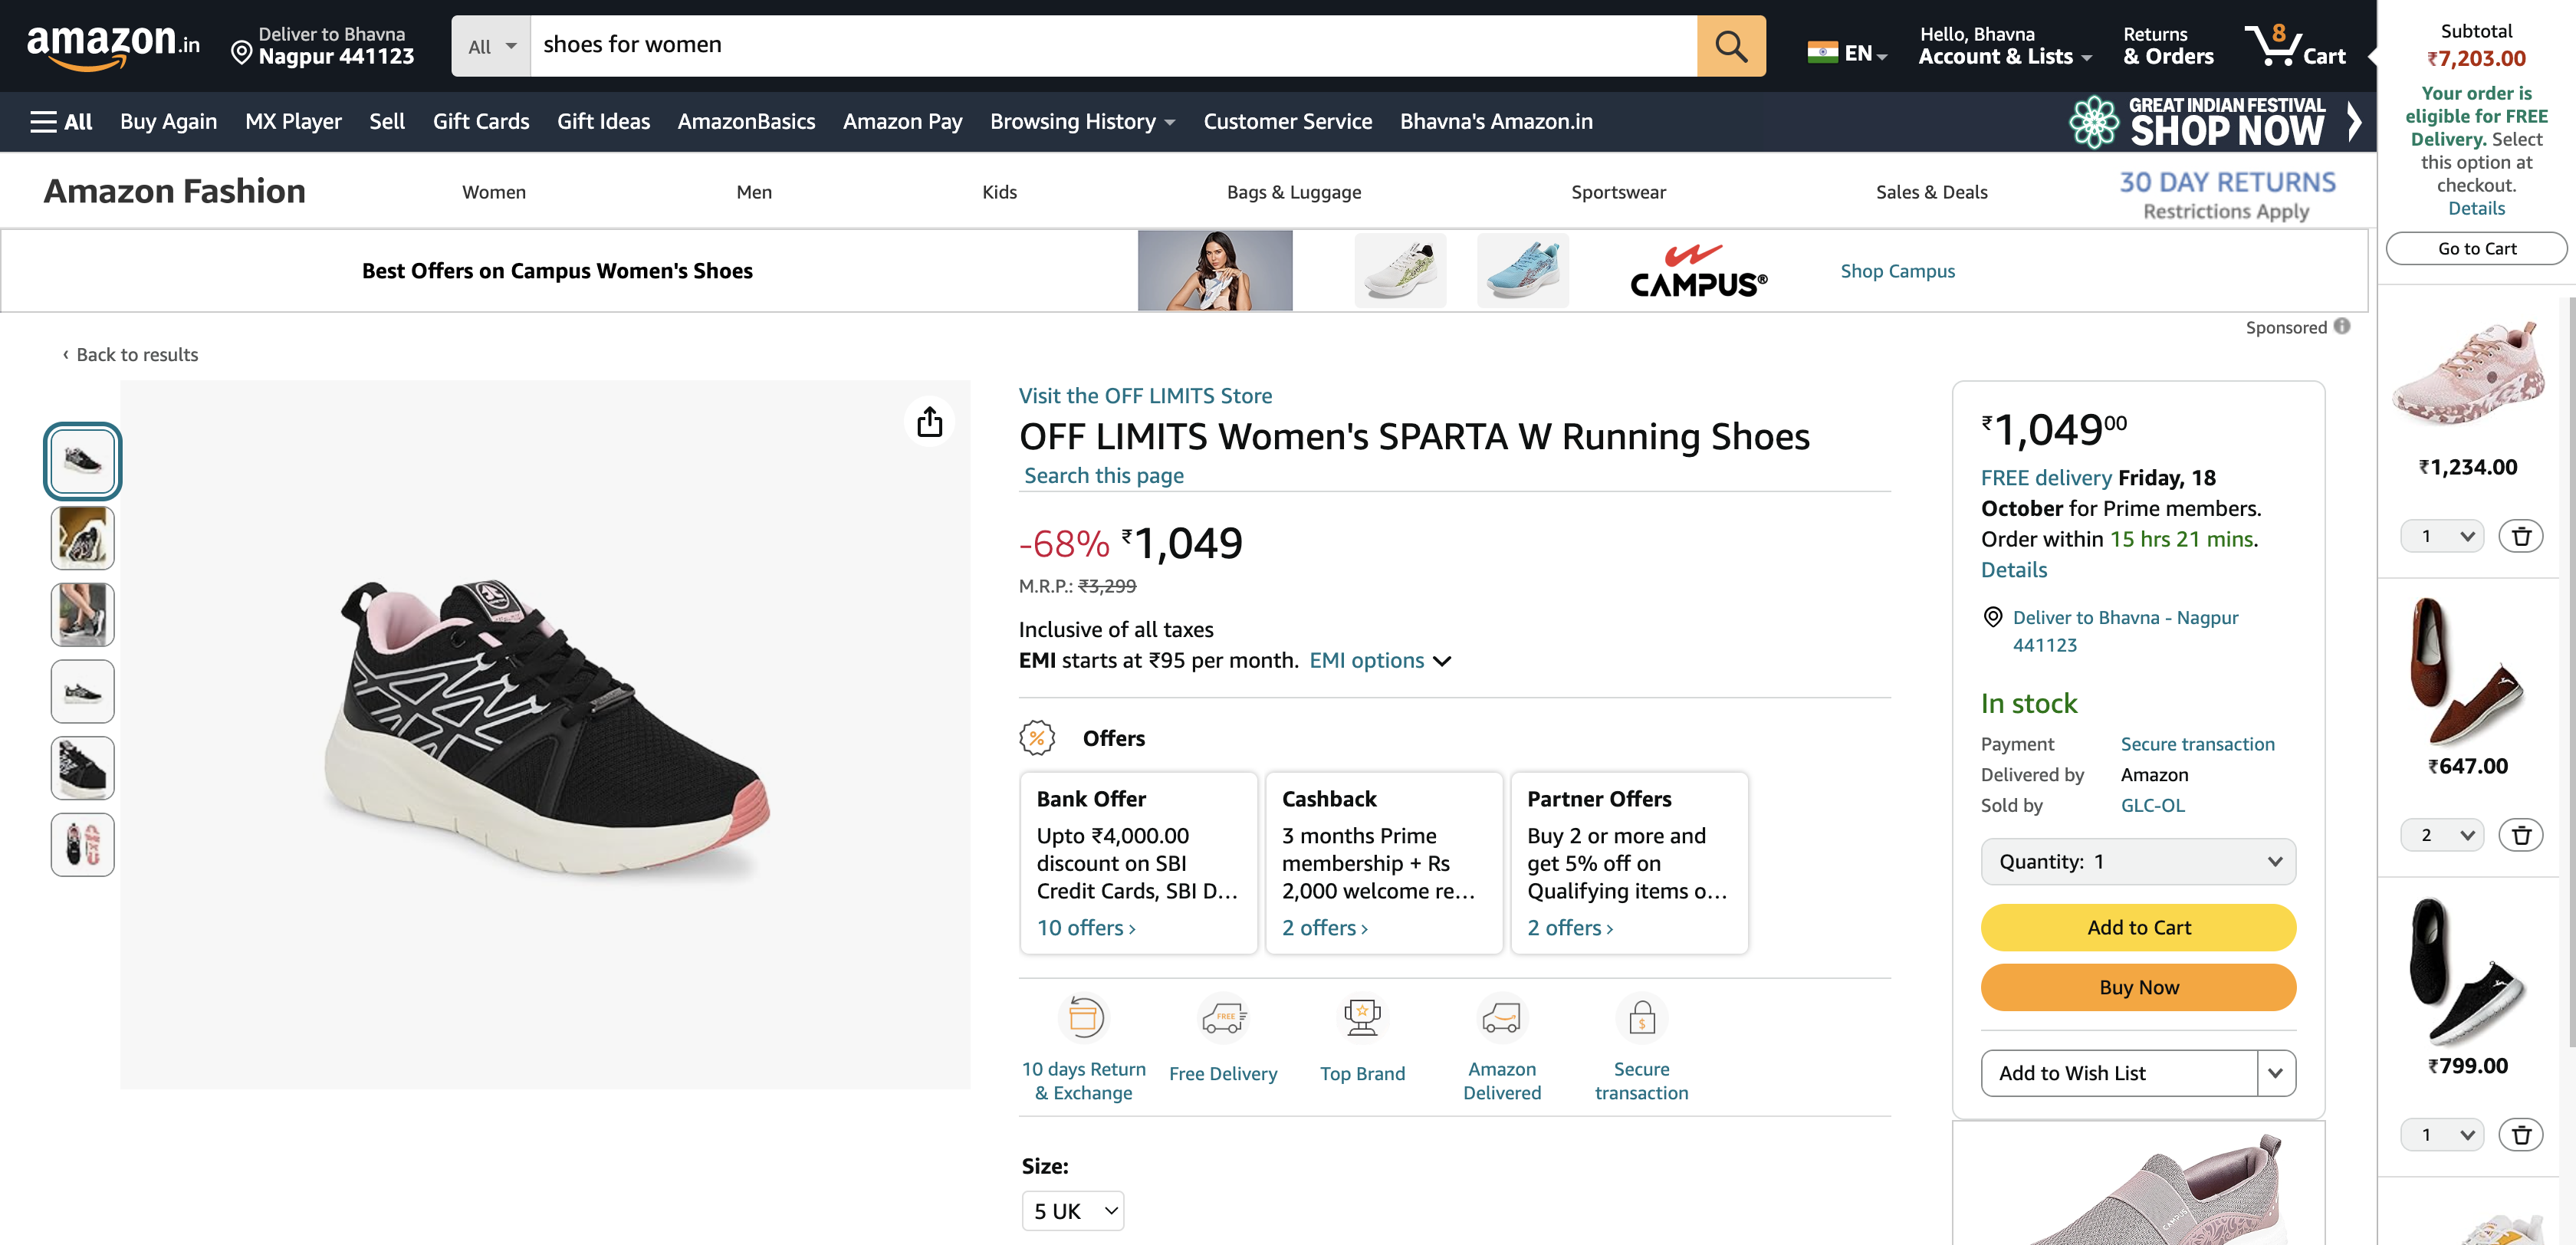 amazon.in
Deliver to Bhavna
Nagpur 441123
All
shoes for women
EN
Hello, Bhavna
Account & Lists
Returns
& Orders
8
Cart
All
Buy Again
MX Player
Sell
Gift Cards
Gift Ideas
AmazonBasics
Amazon Pay
Browsing History
Customer Service
Bhavna's Amazon.in
GREAT INDIAN FESTIVAL
SHOP NOW
Amazon Fashion
Women
Men
Kids
Bags & Luggage
Sportswear
Sales & Deals
30 DAY RETURNS
Restrictions Apply
Best Offers on Campus Women's Shoes
CAMPUS®
Shop Campus
Sponsored
‹ Back to results
Visit the OFF LIMITS Store
OFF LIMITS Women's SPARTA W Running Shoes
Search this page
-68% ₹1,049
M.R.P.: ₹3,299
Inclusive of all taxes
EMI starts at ₹95 per month. EMI options
% Offers
Bank Offer
Upto ₹4,000.00
discount on SBI
Credit Cards, SBI D…
10 offers ›
Cashback
3 months Prime
membership + Rs
2,000 welcome re…
2 offers ›
Partner Offers
Buy 2 or more and
get 5% off on
Qualifying items o…
2 offers ›
10 days Return
& Exchange
FREE
Free Delivery
Top Brand
Amazon
Delivered
$
Secure
transaction
Size:
5 UK
₹1,04900
FREE delivery Friday, 18
October for Prime members.
Order within 15 hrs 21 mins.
Details
Deliver to Bhavna - Nagpur
441123
In stock
Payment Secure transaction
Delivered by Amazon
Sold by GLC-OL
Quantity: 1
Add to Cart
Buy Now
Add to Wish List
CAMPUS
Subtotal
₹7,203.00
Your order is
eligible for FREE
Delivery. Select
this option at
checkout.
Details
Go to Cart
₹1,234.00
1
₹647.00
2
₹799.00
1